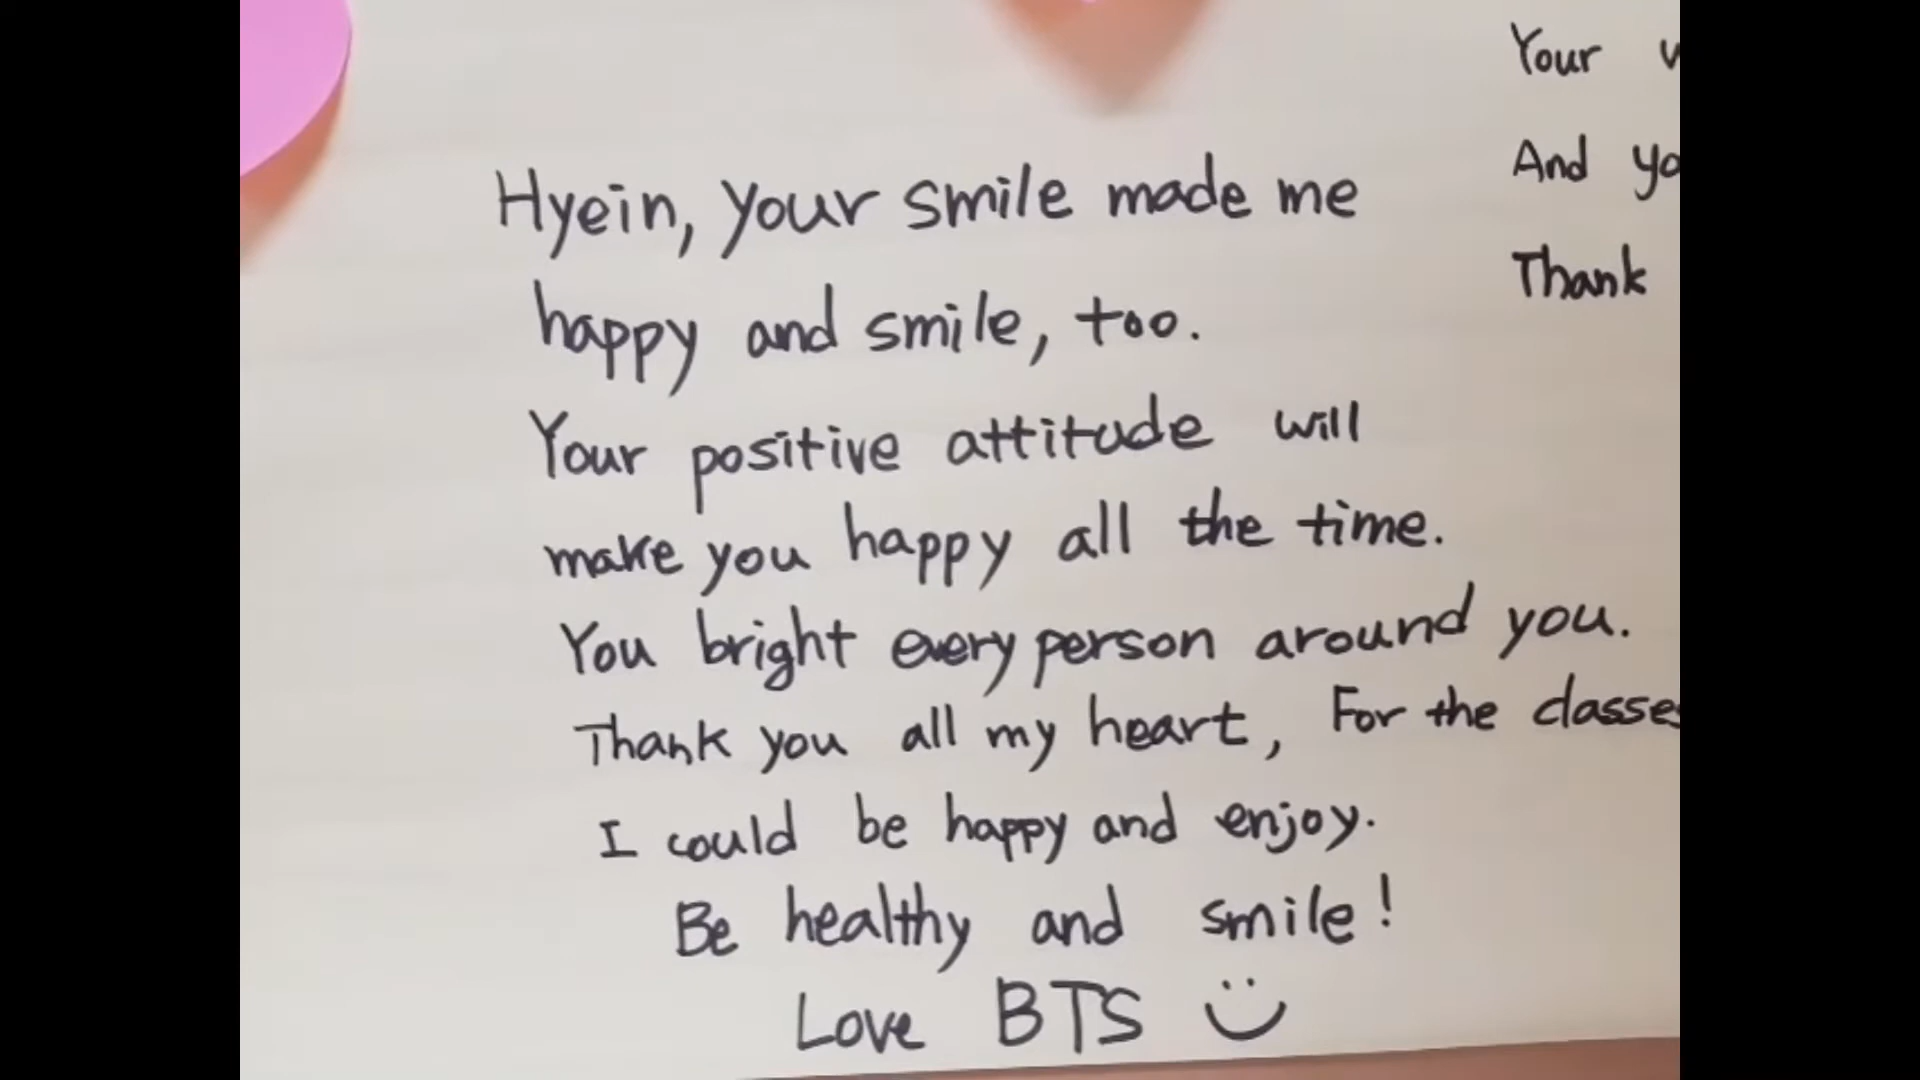 Hyein, your smile made me
happy and smile, too.
Your positive attitude will
make you happy all the time.
You bright every person around you.
Thank you all my heart, For the classes
I could be happy and enjoy.
Be healthy and smile!
Love BTS
Your
And
Thank